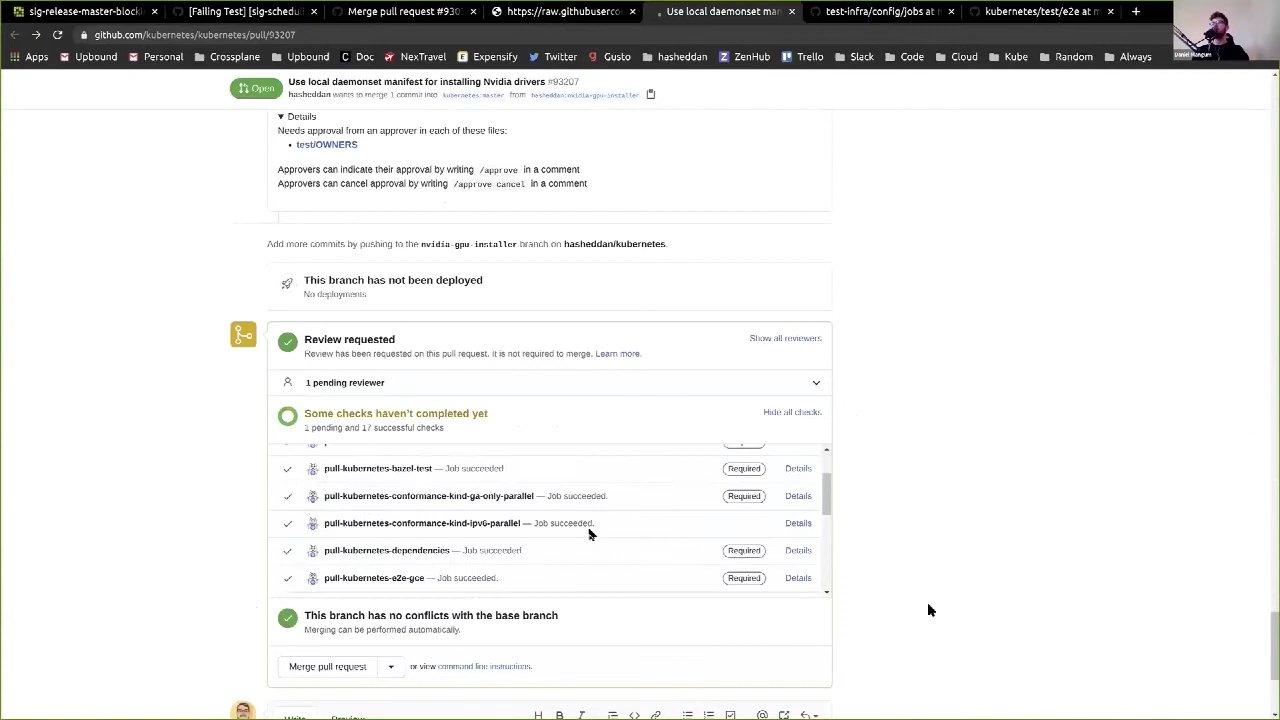 sig-release-master-blockin
[Failing Test] [sig-schedu
Merge pull request #9303
https://raw.githubuserco
Use local daemonset man
test-infra/config/jobs at m
kubernetes/test/e2e at m
github.com/kubernetes/kubernetes/pull/93207
Daniel Mangum
Apps
Upbound
Personal
Crossplane
Upbound
Doc
NexTravel
Expensify
Twitter
Gusto
hasheddan
ZenHub
Trello
Slack
Code
Cloud
Kube
Random
Always
Open
Use local daemonset manifest for installing Nvidia drivers #93207
hasheddan wants to merge 1 commit into kubernetes:master from hasheddan:nvidia-gpu-installer
Details
Needs approval from an approver in each of these files:
• test/OWNERS
Approvers can indicate their approval by writing /approve in a comment
Approvers can cancel approval by writing /approve cancel in a comment
Add more commits by pushing to the nvidia-gpu-installer branch on hasheddan/kubernetes.
This branch has not been deployed
No deployments
Review requested
Show all reviewers
Review has been requested on this pull request. It is not required to merge. Learn more.
1 pending reviewer
Some checks haven't completed yet
Hide all checks
1 pending and 17 successful checks
Required
pull-kubernetes-bazel-test — Job succeeded Required Details
pull-kubernetes-conformance-kind-ga-only-parallel — Job succeeded. Required Details
pull-kubernetes-conformance-kind-ipv6-parallel — Job succeeded. Details
pull-kubernetes-dependencies — Job succeeded Required Details
pull-kubernetes-e2e-gce — Job succeeded. Required Details
This branch has no conflicts with the base branch
Merging can be performed automatically.
Merge pull request
or view command line instructions.
Write
Preview